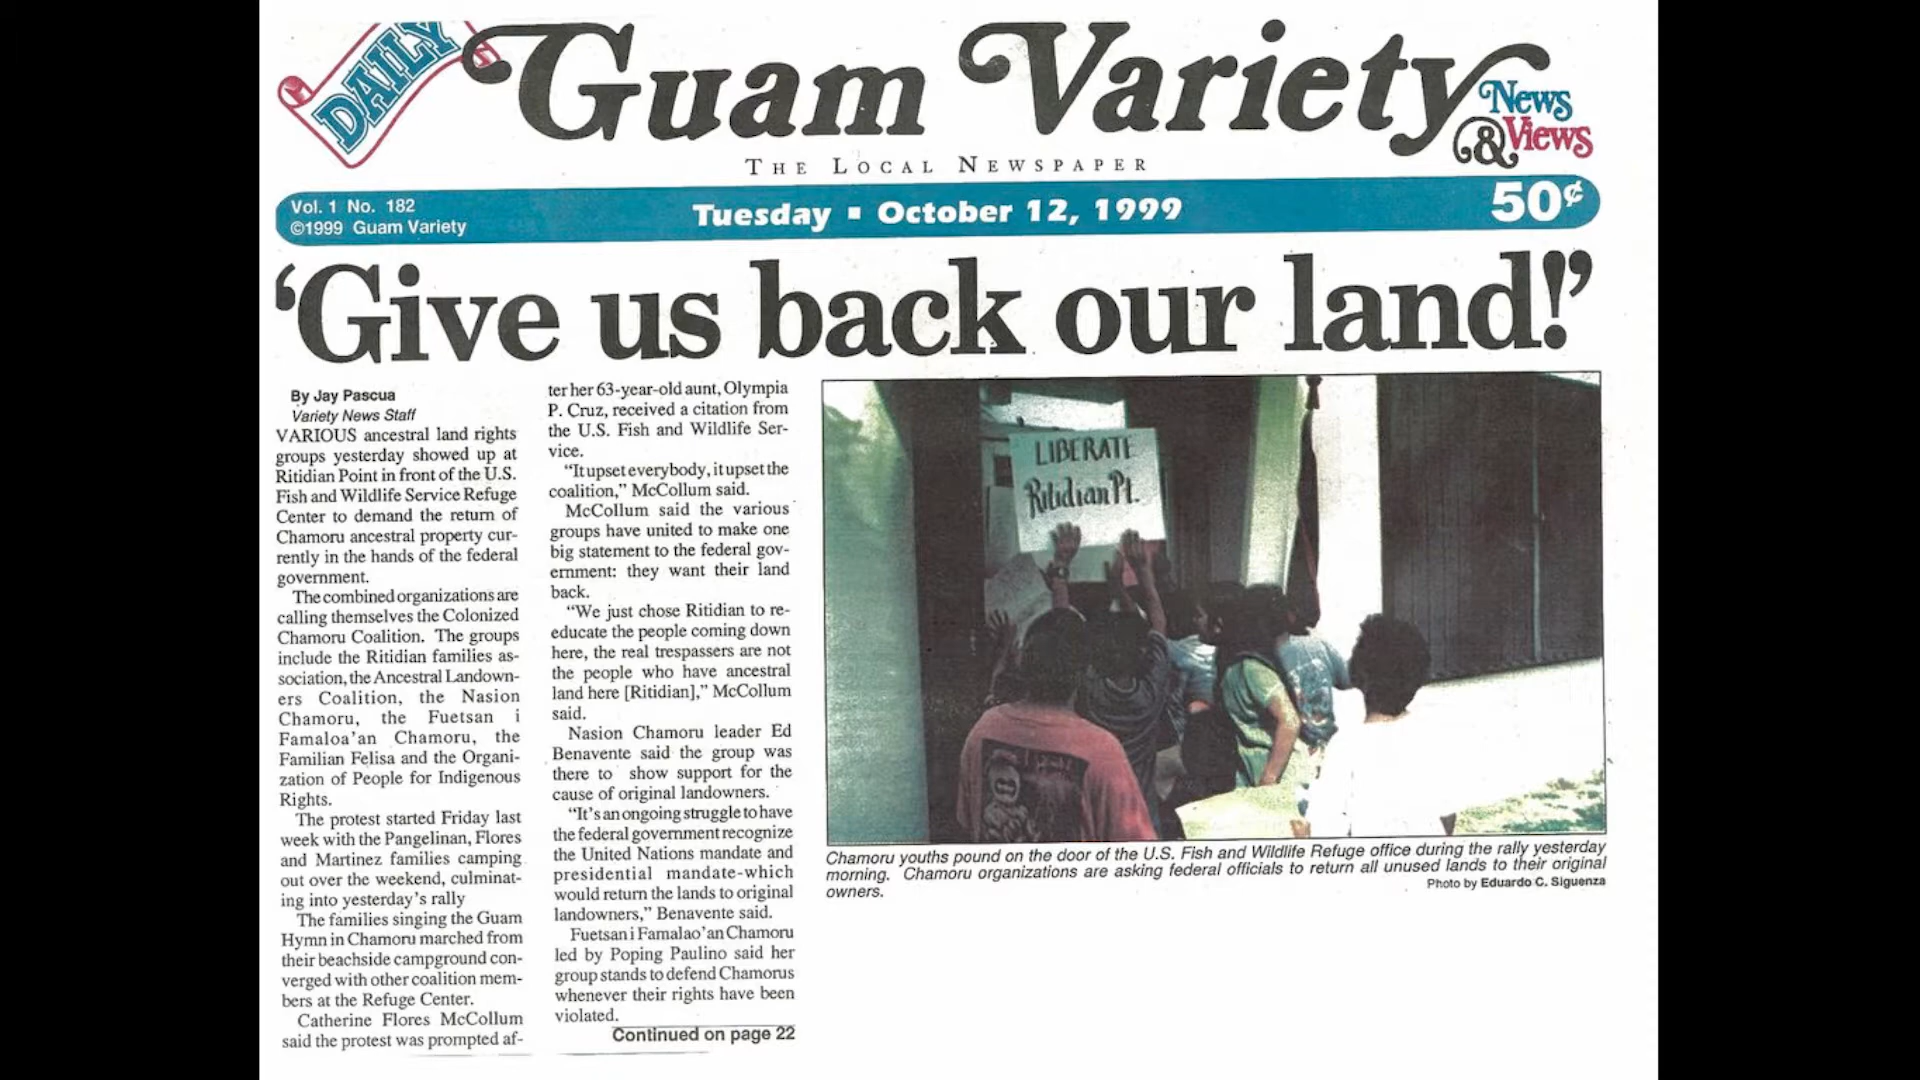 DAILY
Guam Variety
News
& Views
THE LOCAL NEWSPAPER
Vol. 1 No. 182
©1999 Guam Variety
Tuesday ▪ October 12, 1999
50¢
‘Give us back our land!’
By Jay Pascua
Variety News Staff
VARIOUS ancestral land rights
groups yesterday showed up at
Ritidian Point in front of the U.S.
Fish and Wildlife Service Refuge
Center to demand the return of
Chamoru ancestral property cur-
rently in the hands of the federal
government.
The combined organizations are
calling themselves the Colonized
Chamoru Coalition. The groups
include the Ritidian families as-
sociation, the Ancestral Landown-
ers Coalition, the Nasion
Chamoru, the Fuetsan i
Famaloa'an Chamoru, the
Familian Felisa and the Organi-
zation of People for Indigenous
Rights.
The protest started Friday last
week with the Pangelinan, Flores
and Martinez families camping
out over the weekend, culminat-
ing into yesterday's rally
The families singing the Guam
Hymn in Chamoru marched from
their beachside campground con-
verged with other coalition mem-
bers at the Refuge Center.
Catherine Flores McCollum
said the protest was prompted af-
ter her 63-year-old aunt, Olympia
P. Cruz, received a citation from
the U.S. Fish and Wildlife Ser-
vice.
“It upset everybody, it upset the
coalition,” McCollum said.
McCollum said the various
groups have united to make one
big statement to the federal gov-
ernment: they want their land
back.
“We just chose Ritidian to re-
educate the people coming down
here, the real trespassers are not
the people who have ancestral
land here [Ritidian],” McCollum
said.
Nasion Chamoru leader Ed
Benavente said the group was
there to show support for the
cause of original landowners.
“It's an ongoing struggle to have
the federal government recognize
the United Nations mandate and
presidential mandate-which
would return the lands to original
landowners,” Benavente said.
Fuetsan i Famalao'an Chamoru
led by Poping Paulino said her
group stands to defend Chamorus
whenever their rights have been
violated.
Continued on page 22
LIBERATE
Ritidian Pt.
Chamoru youths pound on the door of the U.S. Fish and Wildlife Refuge office during the rally yesterday
morning. Chamoru organizations are asking federal officials to return all unused lands to their original
owners.
Photo by Eduardo C. Siguenza